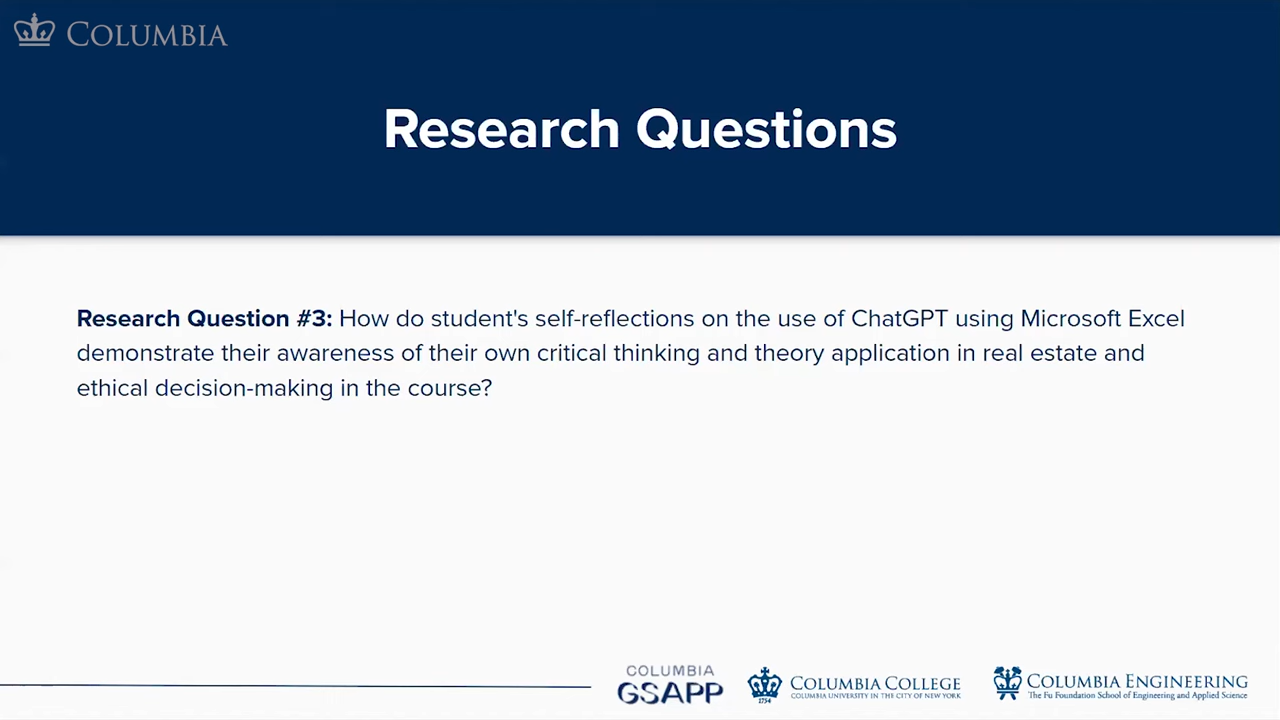 COLUMBIA
Research Questions
Research Question #3: How do student's self-reflections on the use of ChatGPT using Microsoft Excel
demonstrate their awareness of their own critical thinking and theory application in real estate and
ethical decision-making in the course?
COLUMBIA
GSAPP
1754
COLUMBIA COLLEGE
COLUMBIA UNIVERSITY IN THE CITY OF NEW YORK
COLUMBIA ENGINEERING
The Fu Foundation School of Engineering and Applied Science